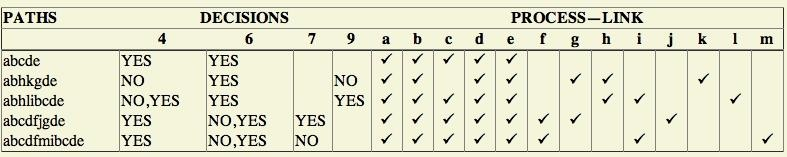 PATHS DECISIONS PROCESS—LINK
4 6 7 9 a b c d e f g h i j k l m
abcde YES YES ✓ ✓ ✓ ✓ ✓
abhkgde NO YES NO ✓ ✓ ✓ ✓ ✓ ✓ ✓
abhlibcde NO,YES YES YES ✓ ✓ ✓ ✓ ✓ ✓ ✓ ✓
abcdfjgde YES NO,YES YES ✓ ✓ ✓ ✓ ✓ ✓ ✓ ✓
abcdfmibcde YES NO,YES NO ✓ ✓ ✓ ✓ ✓ ✓ ✓ ✓